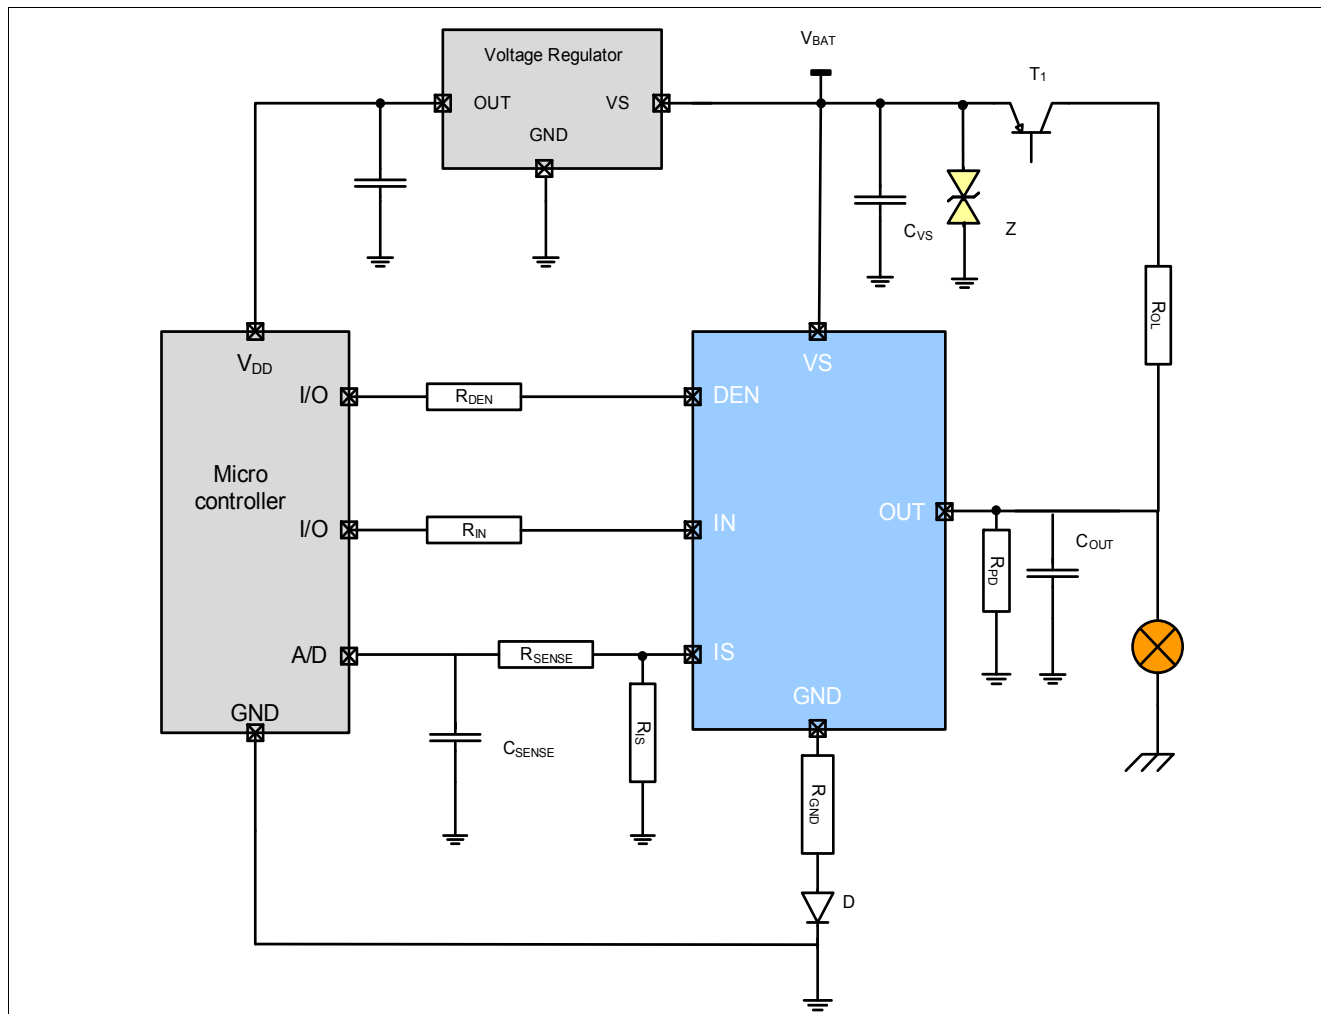 Voltage Regulator
OUT
VS
GND
VBAT
T1
CVS
Z
ROL
VDD
I/O
RDEN
DEN
VS
Micro
controller
I/O
RIN
IN
OUT
RPD
COUT
A/D
RSENSE
IS
GND
CSENSE
RIS
GND
RGND
D